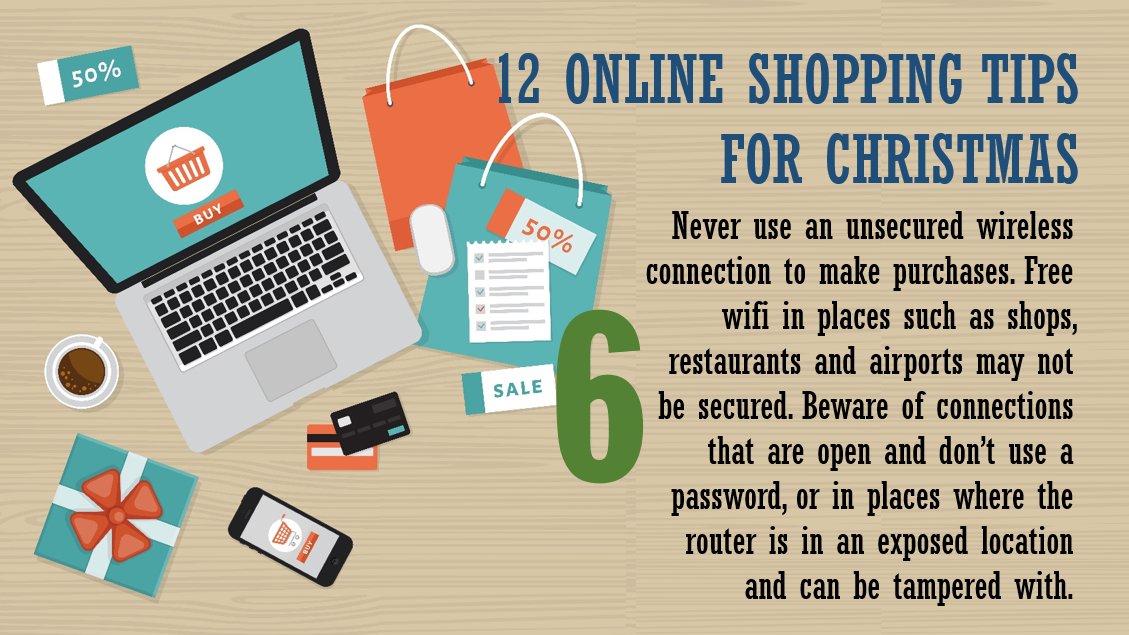 50%
BUY
50%
SALE
BUY
12 ONLINE SHOPPING TIPS
FOR CHRISTMAS
6
Never use an unsecured wireless
connection to make purchases. Free
wifi in places such as shops,
restaurants and airports may not
be secured. Beware of connections
that are open and don’t use a
password, or in places where the
router is in an exposed location
and can be tampered with.